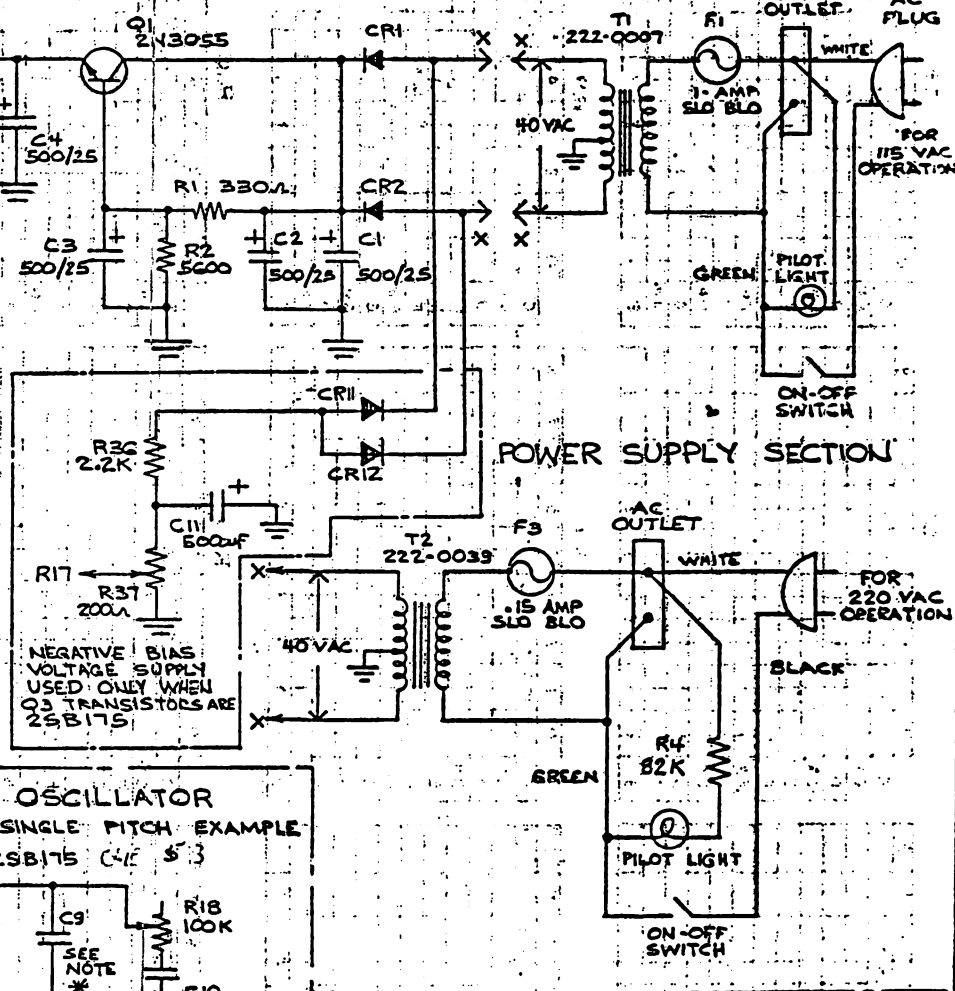 Q1
2N3055
CR1
X
X
T1
222-0007
F1
OUTLET
AC
PLUG
WHITE
1-AMP
SLO BLO
40 VAC
FOR
115 VAC
OPERATION
+
C4
500/25
R1 330Ω
CR2
X
X
C3
500/25
+
R2
5600
+
C2
500/25
+
C1
500/25
GREEN
PILOT
LIGHT
ON-OFF
SWITCH
CR11
CR12
R36
2.2K
+
C11
500uF
R17
R37
200Ω
NEGATIVE BIAS
VOLTAGE SUPPLY
USED ONLY WHEN
Q3 TRANSISTORS ARE
2SB175
POWER SUPPLY SECTION
X
T2
222-0039
F3
.15 AMP
SLO BLO
AC
OUTLET
WHITE
FOR
220 VAC
OPERATION
40 VAC
BLACK
X
GREEN
R4
82K
PILOT LIGHT
ON-OFF
SWITCH
OSCILLATOR
SINGLE PITCH EXAMPLE
2SB175
C9
SEE
NOTE
*
R18
100K